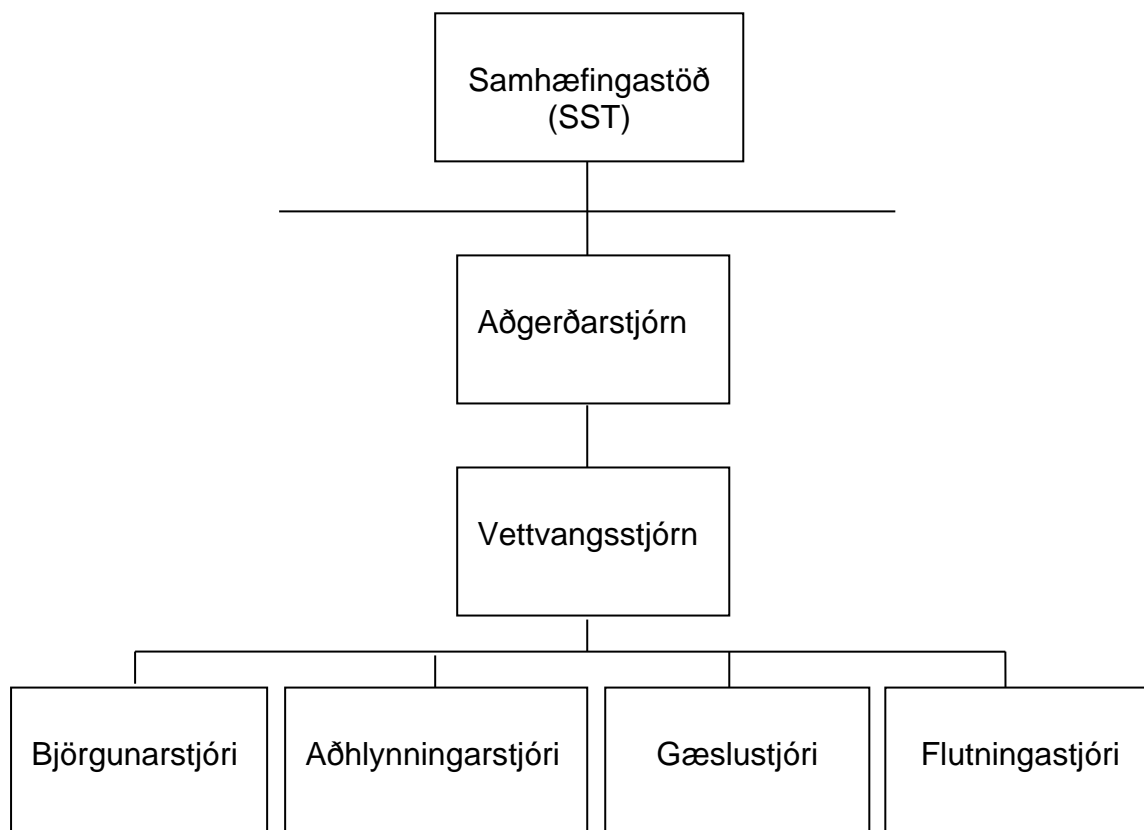 Samhæfingastöð
(SST)
Aðgerðarstjórn
Vettvangsstjórn
Björgunarstjóri
Aðhlynningarstjóri
Gæslustjóri
Flutningastjóri